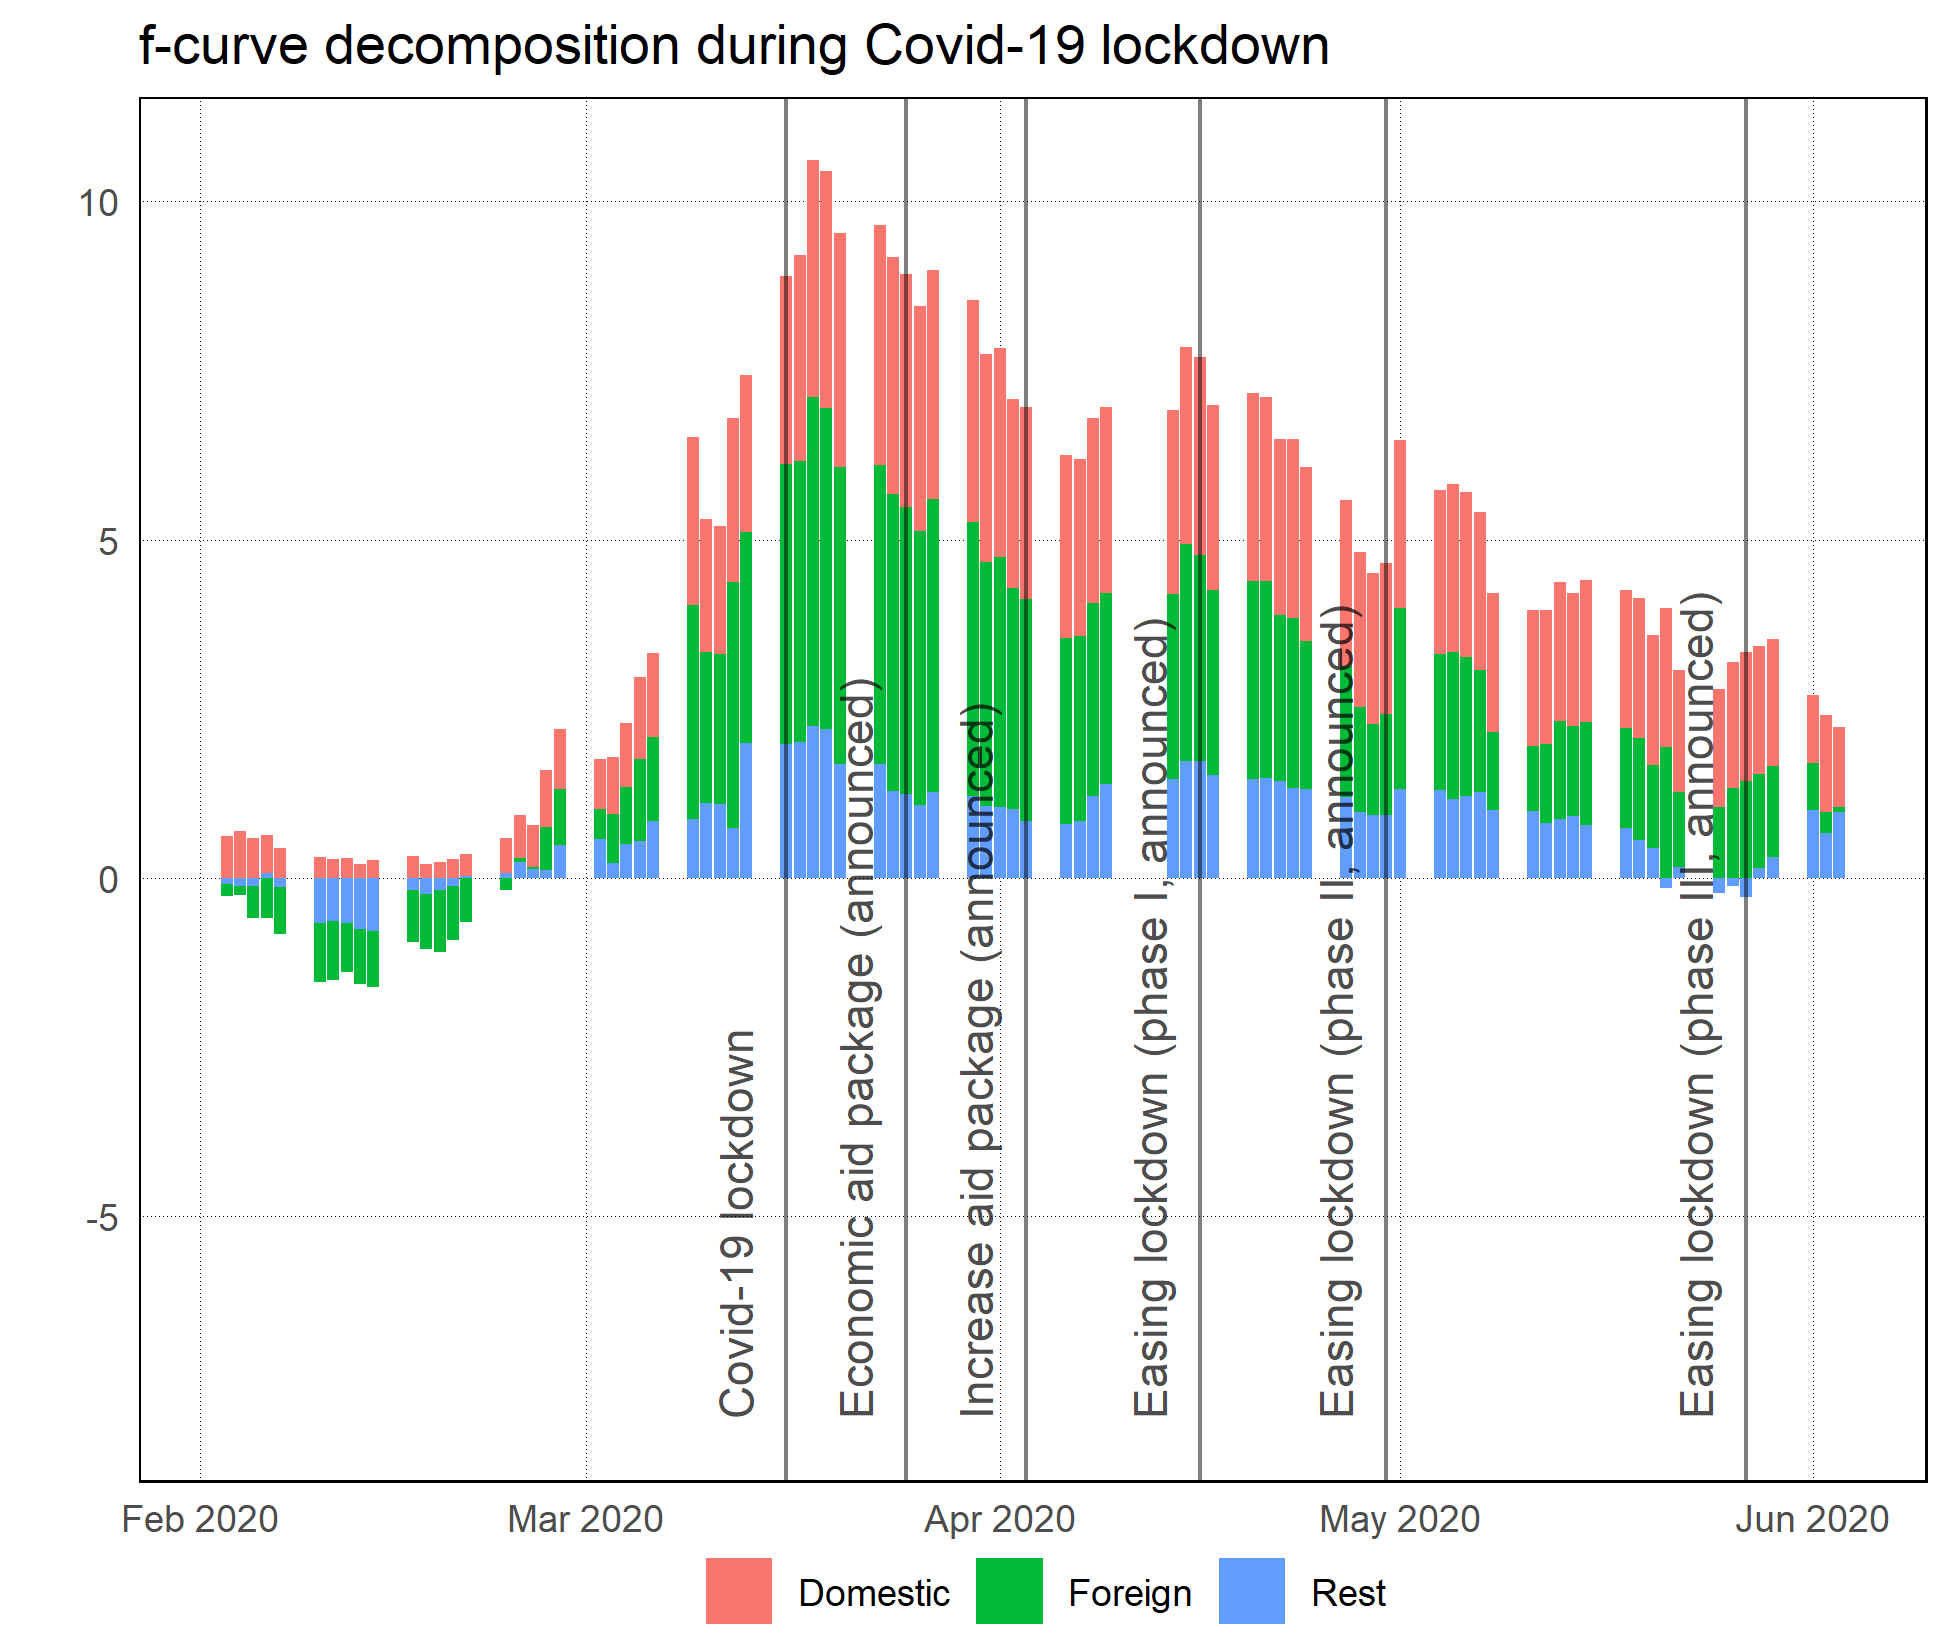 f-curve decomposition during Covid-19 lockdown
10
5
0
-5
Covid-19 lockdown
Economic aid package (announced)
Increase aid package (announced)
Easing lockdown (phase I, announced)
Easing lockdown (phase II, announced)
Easing lockdown (phase III, announced)
Feb 2020
Mar 2020
Apr 2020
May 2020
Jun 2020
Domestic
Foreign
Rest